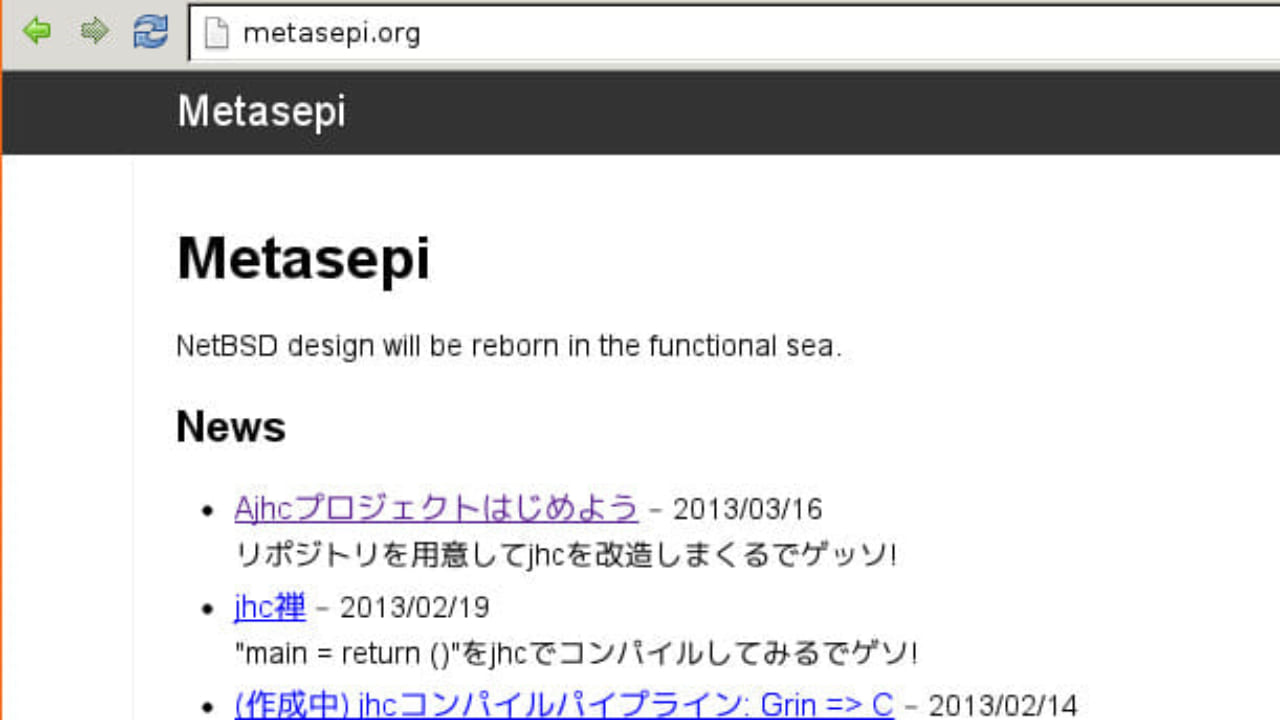 metasepi.org
Metasepi
Metasepi
NetBSD design will be reborn in the functional sea.
News
Ajhcプロジェクトはじめよう – 2013/03/16
リポジトリを用意してjhcを改造しまくるでゲッソ!
jhc禅 – 2013/02/19
"main = return ()"をjhcでコンパイルしてみるでゲソ!
(作成中) jhcコンパイルパイプライン: Grin => C – 2013/02/14